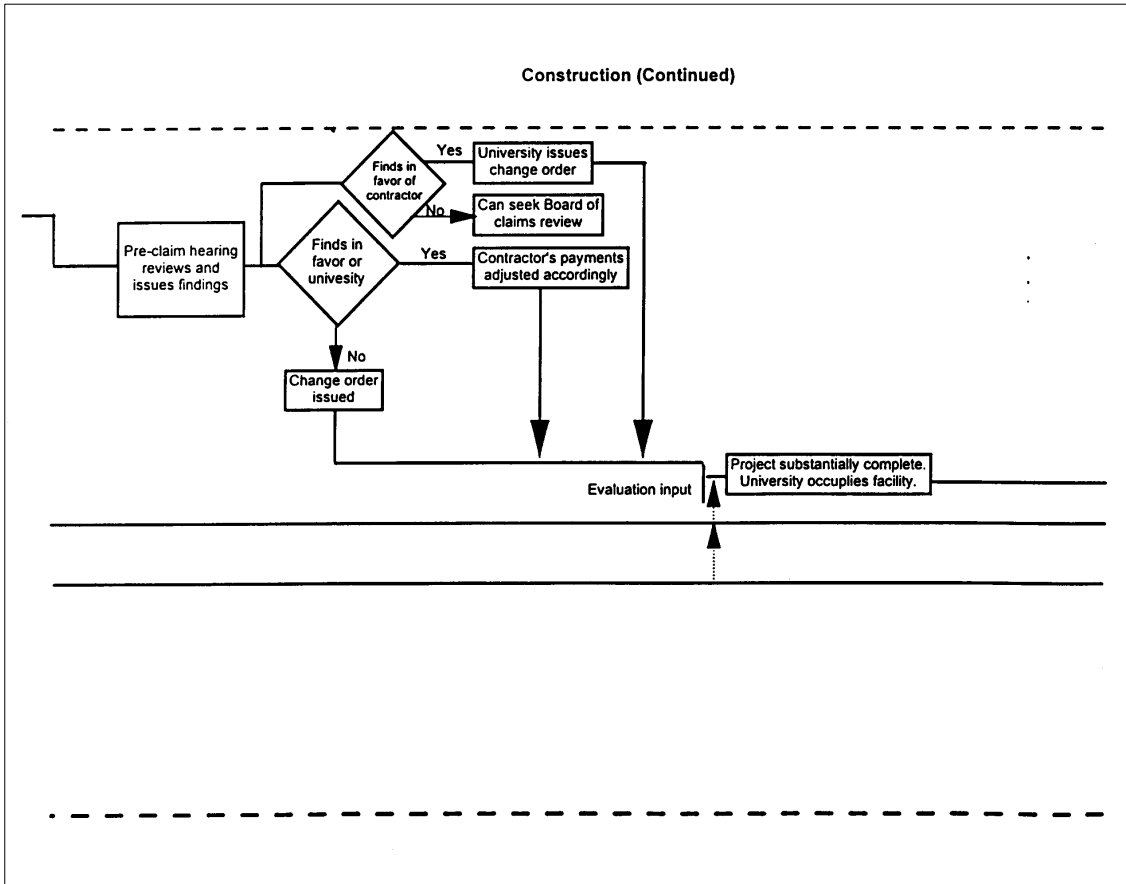 Construction (Continued)
Finds in
favor of
contractor
Yes
University issues
change order
No
Can seek Board of
claims review
Pre-claim hearing
reviews and
issues findings
Finds in
favor or
univesity
Yes
Contractor's payments
adjusted accordingly
No
Change order
issued
Evaluation input
Project substantially complete.
University occupies facility.